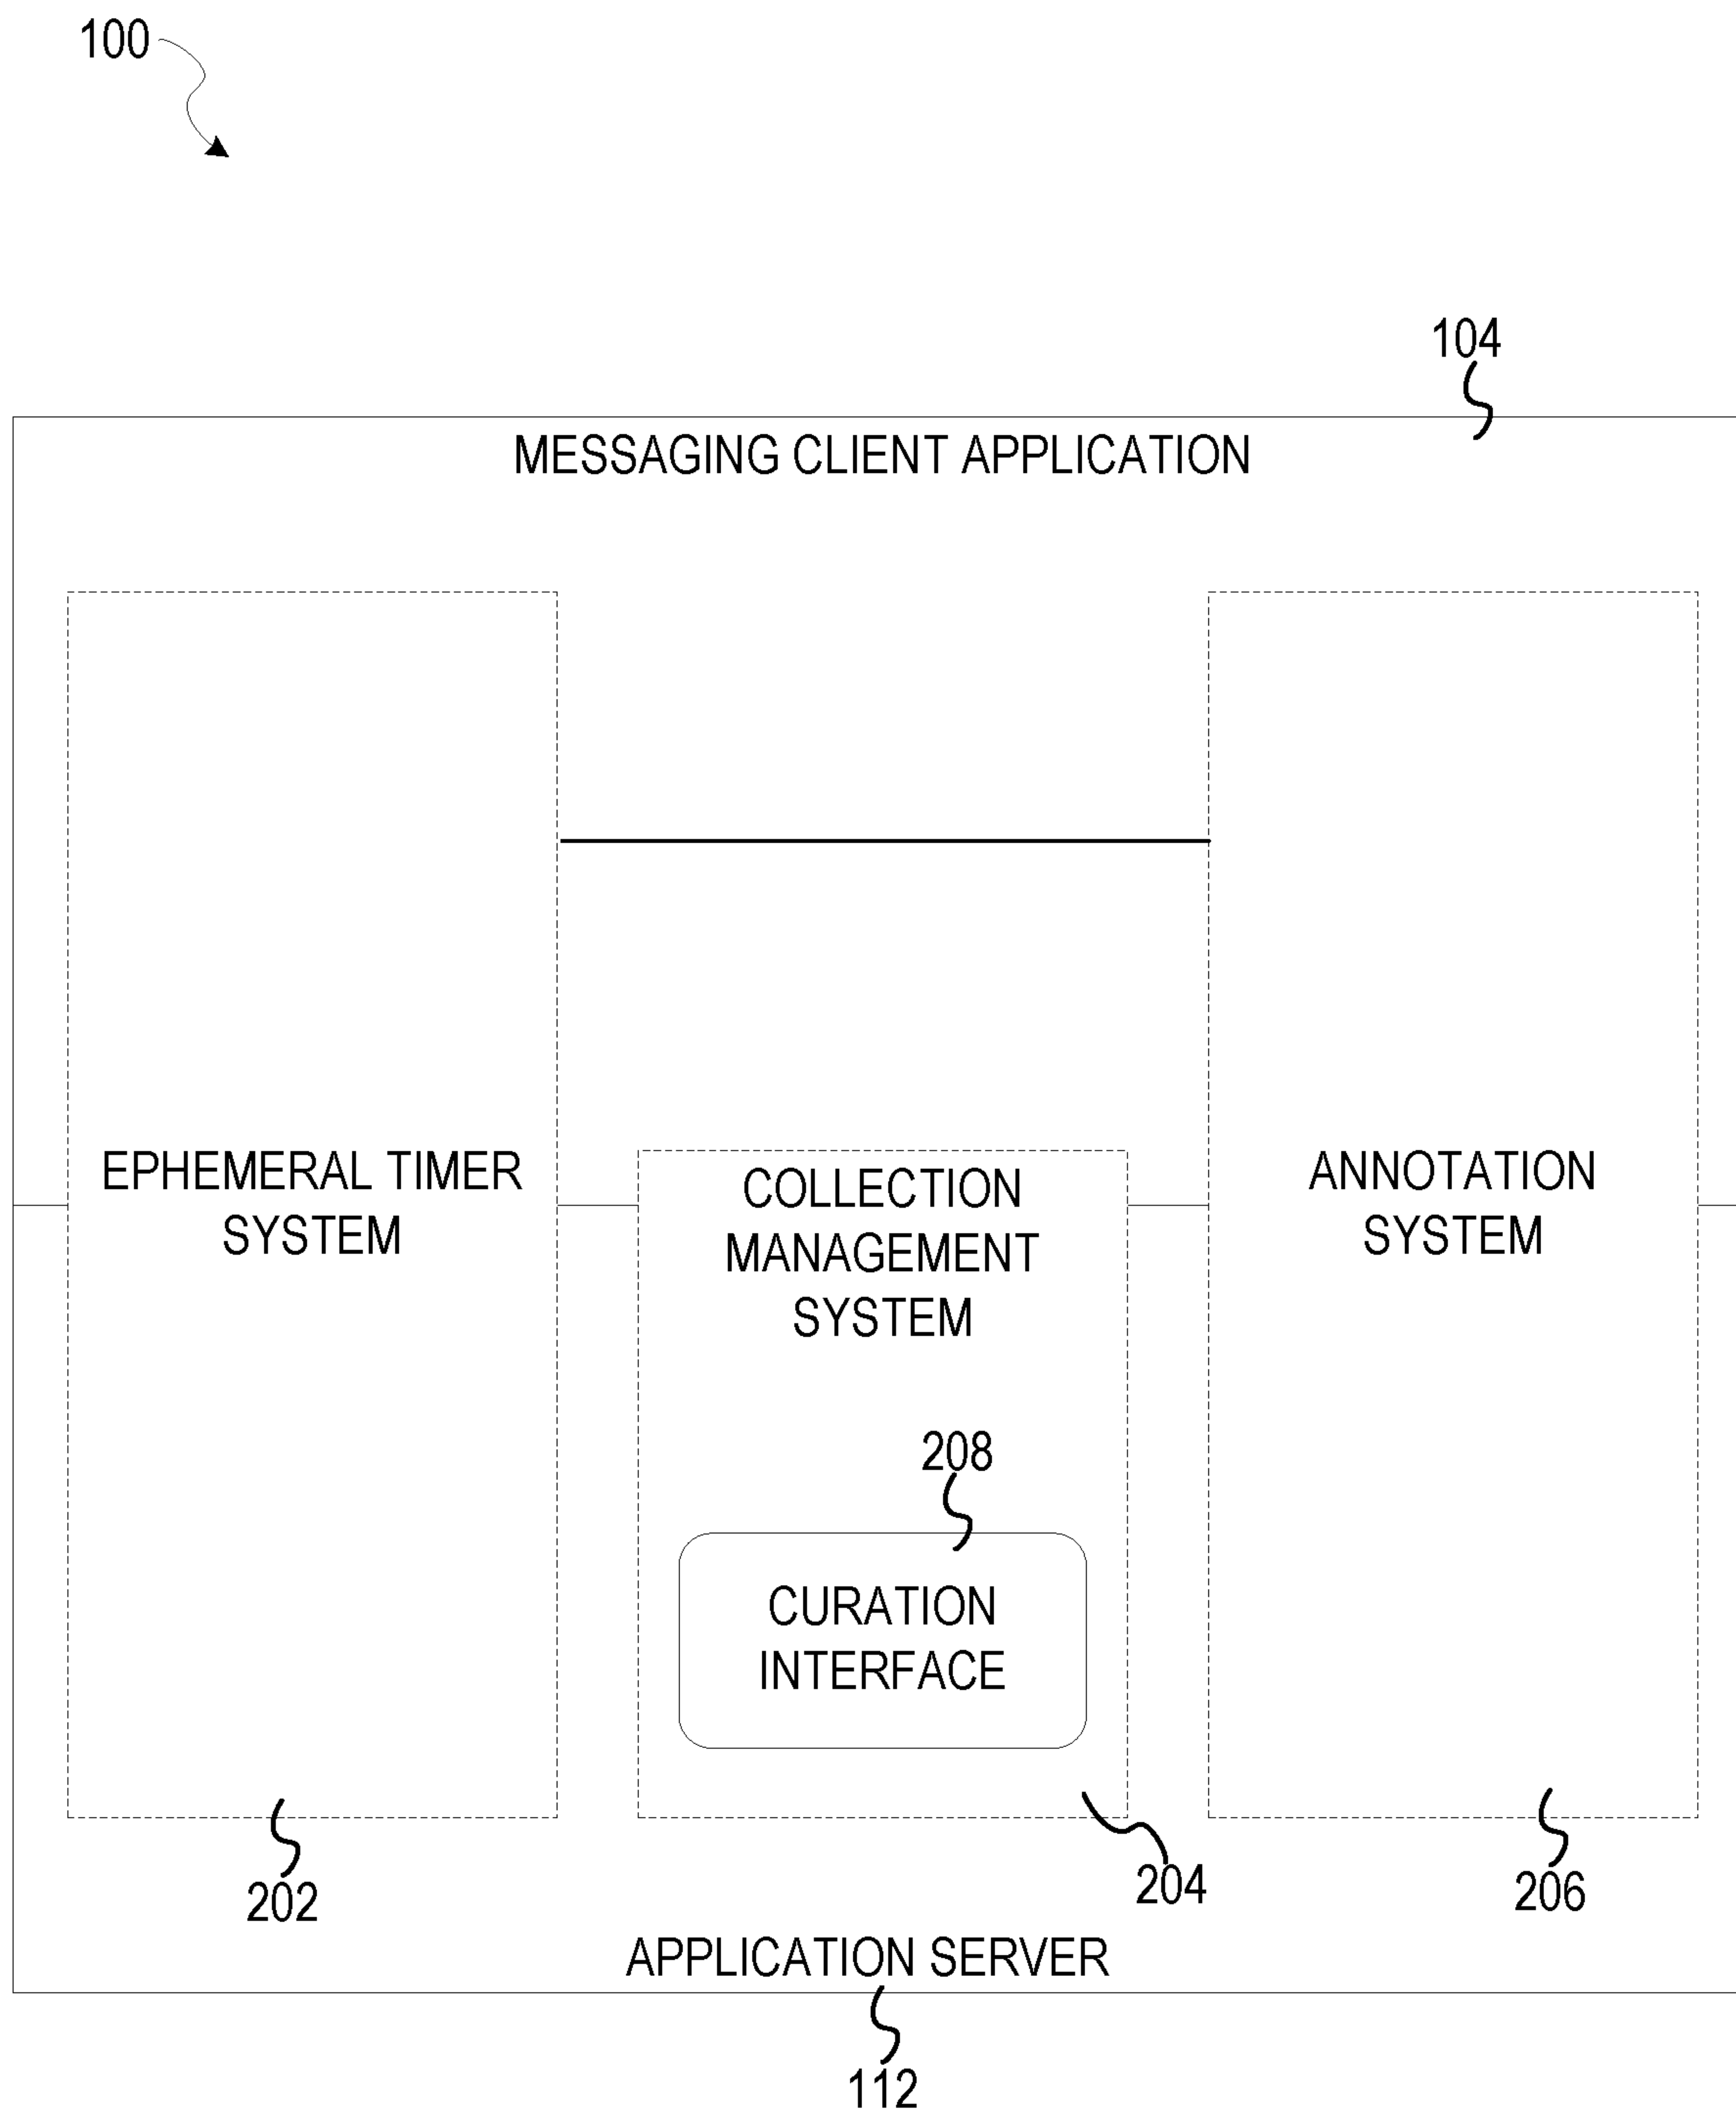 100
104
MESSAGING CLIENT APPLICATION
EPHEMERAL TIMER
SYSTEM
COLLECTION
MANAGEMENT
SYSTEM
ANNOTATION
SYSTEM
208
CURATION
INTERFACE
202
204
206
APPLICATION SERVER
112